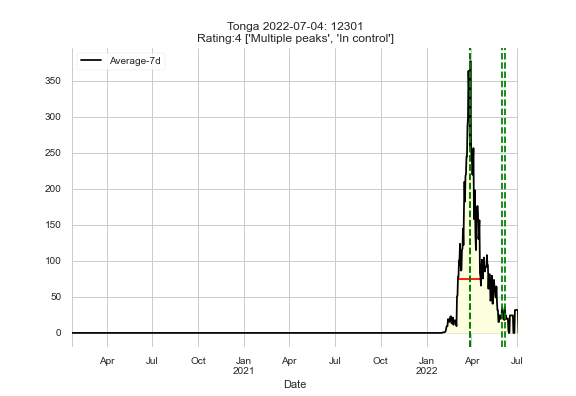 Tonga 2022-07-04: 12301
Rating:4 ['Multiple peaks', 'In control']
Average-7d
350
300
250
200
150
100
50
0
Apr Jul Oct Jan Apr Jul Oct Jan Apr Jul
2021 2022
Date